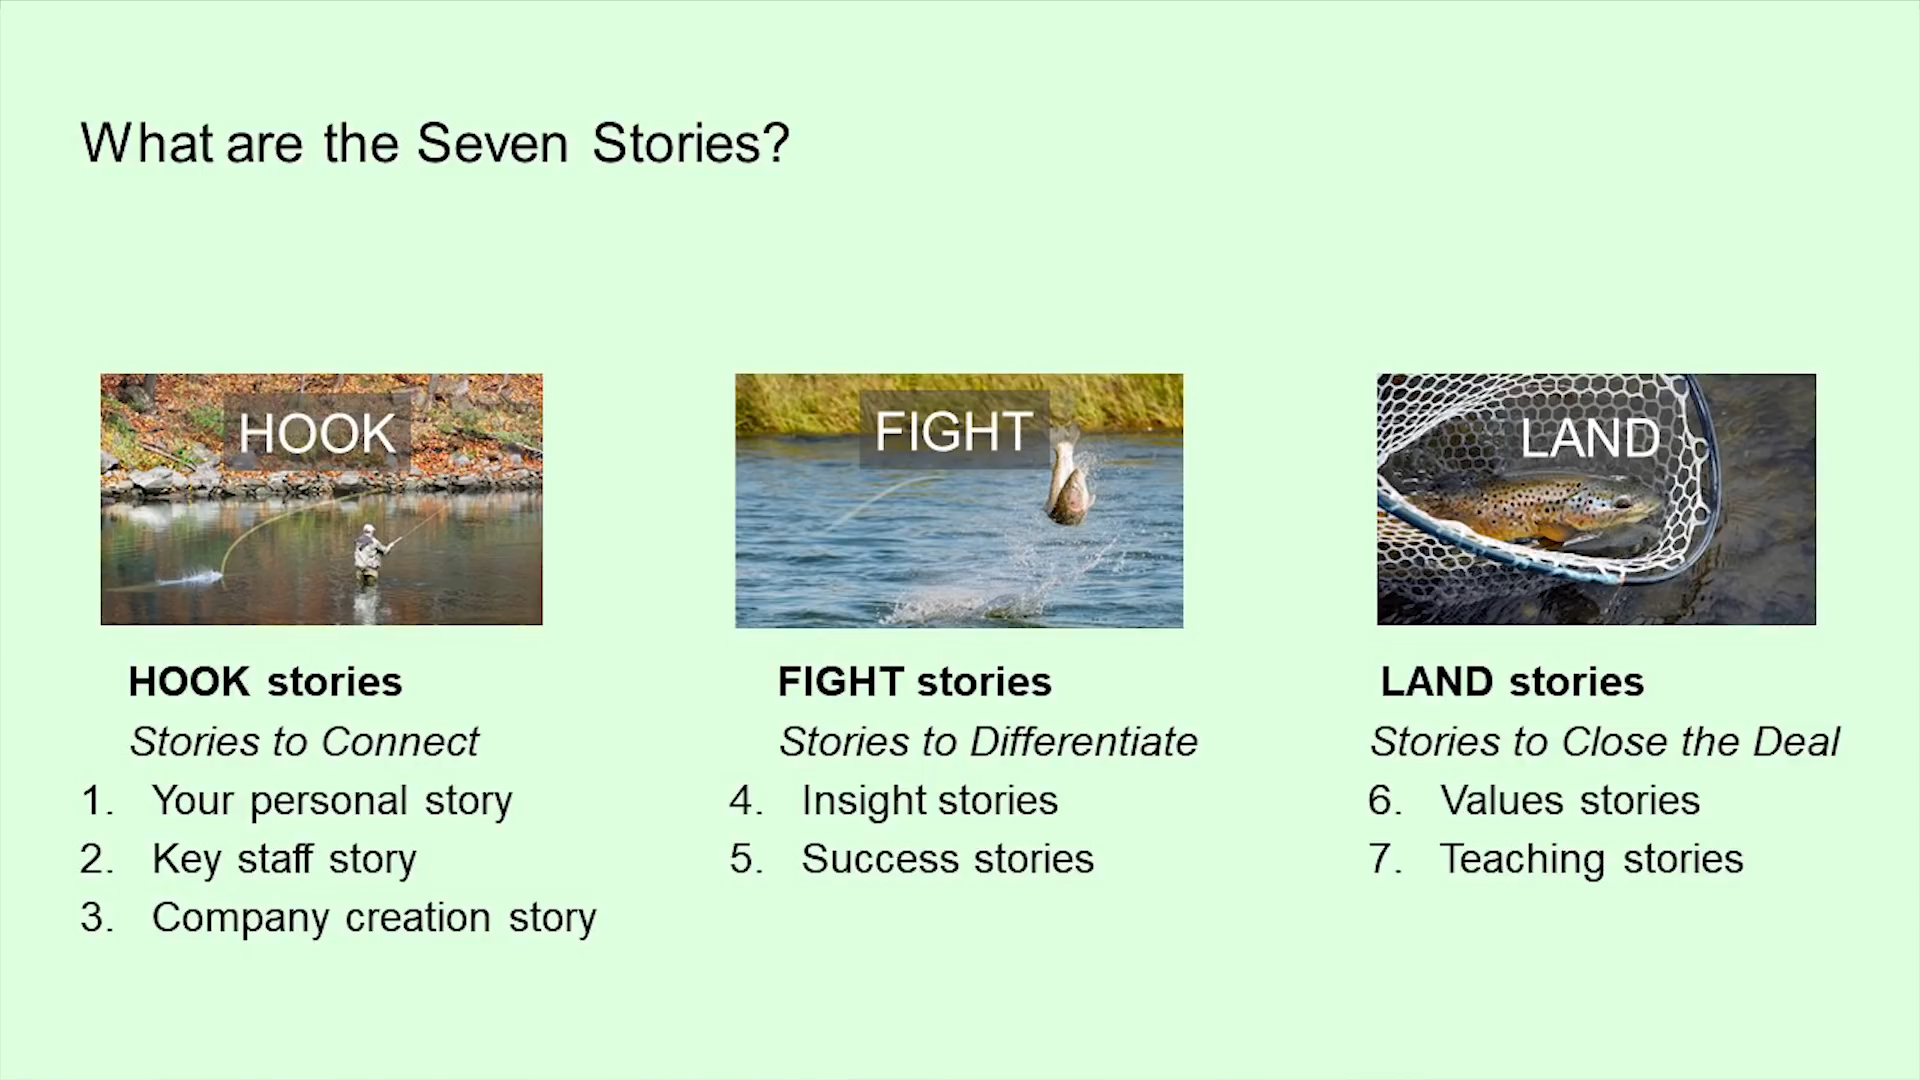 What are the Seven Stories?
HOOK
FIGHT
LAND
HOOK stories
Stories to Connect
1. Your personal story
2. Key staff story
3. Company creation story
FIGHT stories
Stories to Differentiate
4. Insight stories
5. Success stories
LAND stories
Stories to Close the Deal
6. Values stories
7. Teaching stories